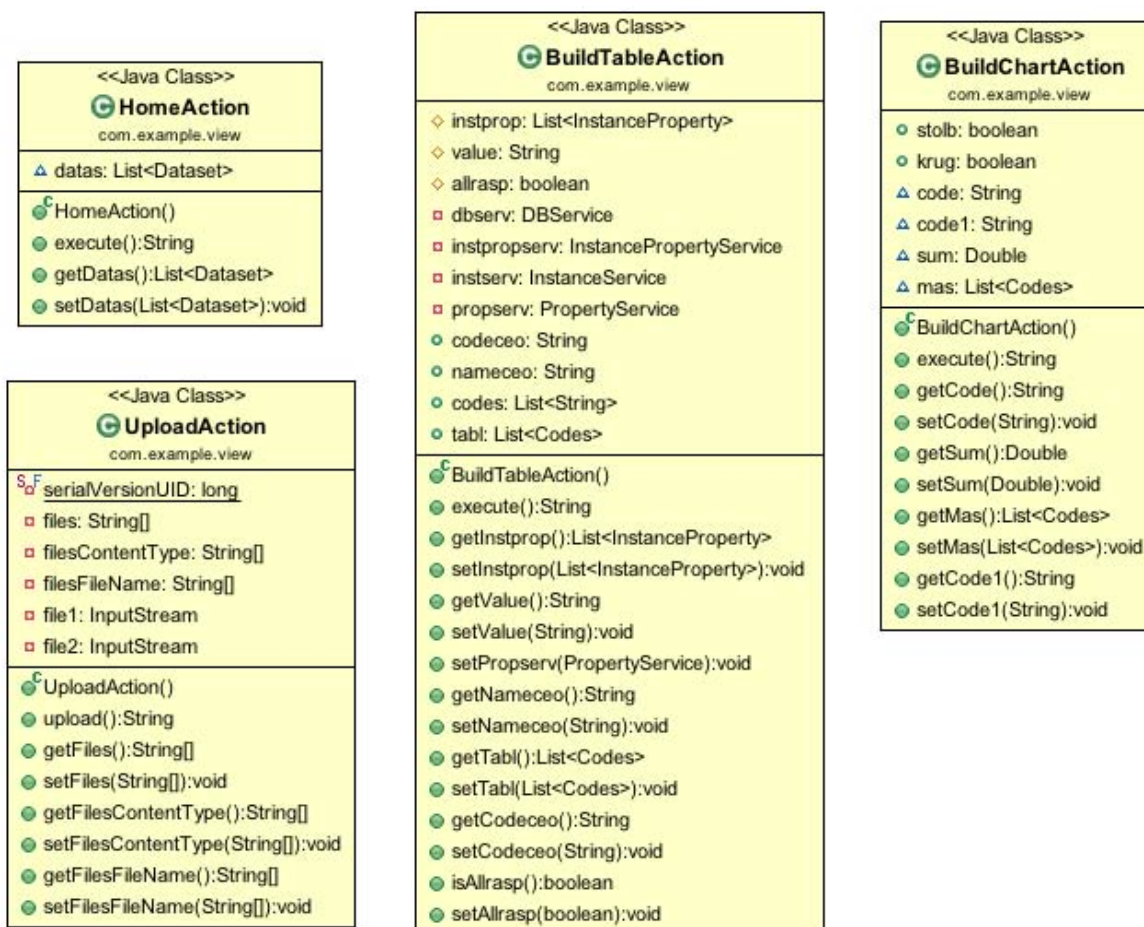 <<Java Class>>
HomeAction
com.example.view
datas: List<Dataset>
HomeAction()
execute():String
getDatas():List<Dataset>
setDatas(List<Dataset>):void
<<Java Class>>
UploadAction
com.example.view
serialVersionUID: long
files: String[]
filesContentType: String[]
filesFileName: String[]
file1: InputStream
file2: InputStream
UploadAction()
upload():String
getFiles():String[]
setFiles(String[]):void
getFilesContentType():String[]
setFilesContentType(String[]):void
getFilesFileName():String[]
setFilesFileName(String[]):void
<<Java Class>>
BuildTableAction
com.example.view
instprop: List<InstanceProperty>
value: String
allrasp: boolean
dbserv: DBService
instpropserv: InstancePropertyService
instserv: InstanceService
propserv: PropertyService
codeceo: String
nameceo: String
codes: List<String>
tabl: List<Codes>
BuildTableAction()
execute():String
getInstprop():List<InstanceProperty>
setInstprop(List<InstanceProperty>):void
getValue():String
setValue(String):void
setPropserv(PropertyService):void
getNameceo():String
setNameceo(String):void
getTabl():List<Codes>
setTabl(List<Codes>):void
getCodeceo():String
setCodeceo(String):void
isAllrasp():boolean
setAllrasp(boolean):void
<<Java Class>>
BuildChartAction
com.example.view
stolb: boolean
krug: boolean
code: String
code1: String
sum: Double
mas: List<Codes>
BuildChartAction()
execute():String
getCode():String
setCode(String):void
getSum():Double
setSum(Double):void
getMas():List<Codes>
setMas(List<Codes>):void
getCode1():String
setCode1(String):void